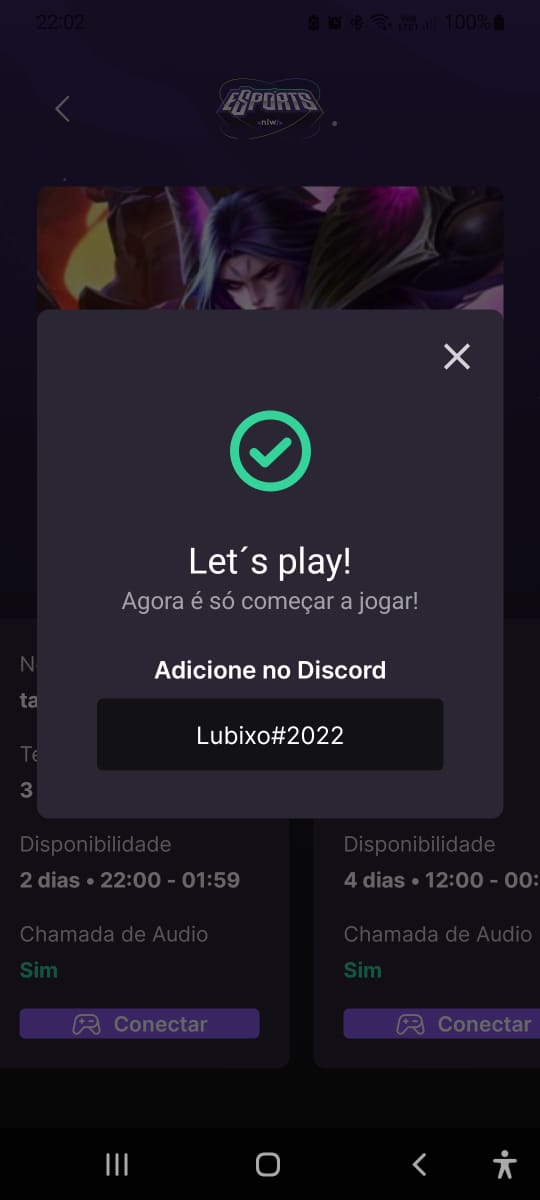 22:02
100%
eSPORTS
<nlw/>
Let´s play!
Agora é só começar a jogar!
Adicione no Discord
Lubixo#2022
ta
3
Disponibilidade
2 dias • 22:00 - 01:59
Chamada de Audio
Sim
Conectar
Disponibilidade
4 dias • 12:00 - 00:
Chamada de Audio
Sim
Conectar